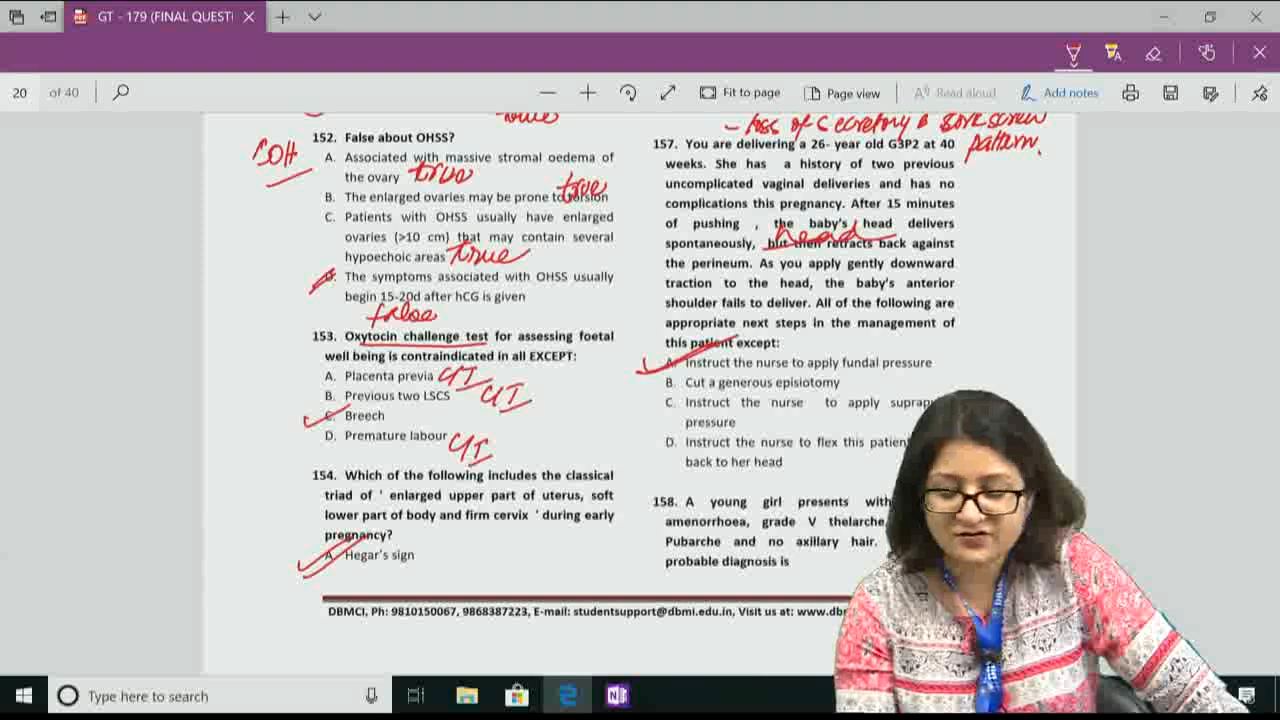 GT - 179 (FINAL QUESTI
20 of 40
Fit to page
Page view
Read aloud
Add notes
true
COH
152. False about OHSS?
A. Associated with massive stromal oedema of
the ovary true
B. The enlarged ovaries may be prone to torsion
true
C. Patients with OHSS usually have enlarged
ovaries (>10 cm) that may contain several
hypoechoic areas true
D. The symptoms associated with OHSS usually
begin 15-20d after hCG is given
false
153. Oxytocin challenge test for assessing foetal
well being is contraindicated in all EXCEPT:
A. Placenta previa CI
B. Previous two LSCS CI
C. Breech
D. Premature labour CI
154. Which of the following includes the classical
triad of ' enlarged upper part of uterus, soft
lower part of body and firm cervix ' during early
pregnancy?
A. Hegar's sign
- loss of secretory &
pattern.
157. You are delivering a 26- year old G3P2 at 40
weeks. She has a history of two previous
uncomplicated vaginal deliveries and has no
complications this pregnancy. After 15 minutes
of pushing , the baby's head delivers
head
spontaneously, but then retracts back against
the perineum. As you apply gently downward
traction to the head, the baby's anterior
shoulder fails to deliver. All of the following are
appropriate next steps in the management of
this patient except:
A. Instruct the nurse to apply fundal pressure
B. Cut a generous episiotomy
C. Instruct the nurse to apply suprapu
pressure
D. Instruct the nurse to flex this patient
back to her head
158. A young girl presents with
amenorrhoea, grade V thelarche,
Pubarche and no axillary hair.
probable diagnosis is
DBMCI, Ph: 9810150067, 9868387223, E-mail: studentsupport@dbmi.edu.in, Visit us at: www.db
Type here to search